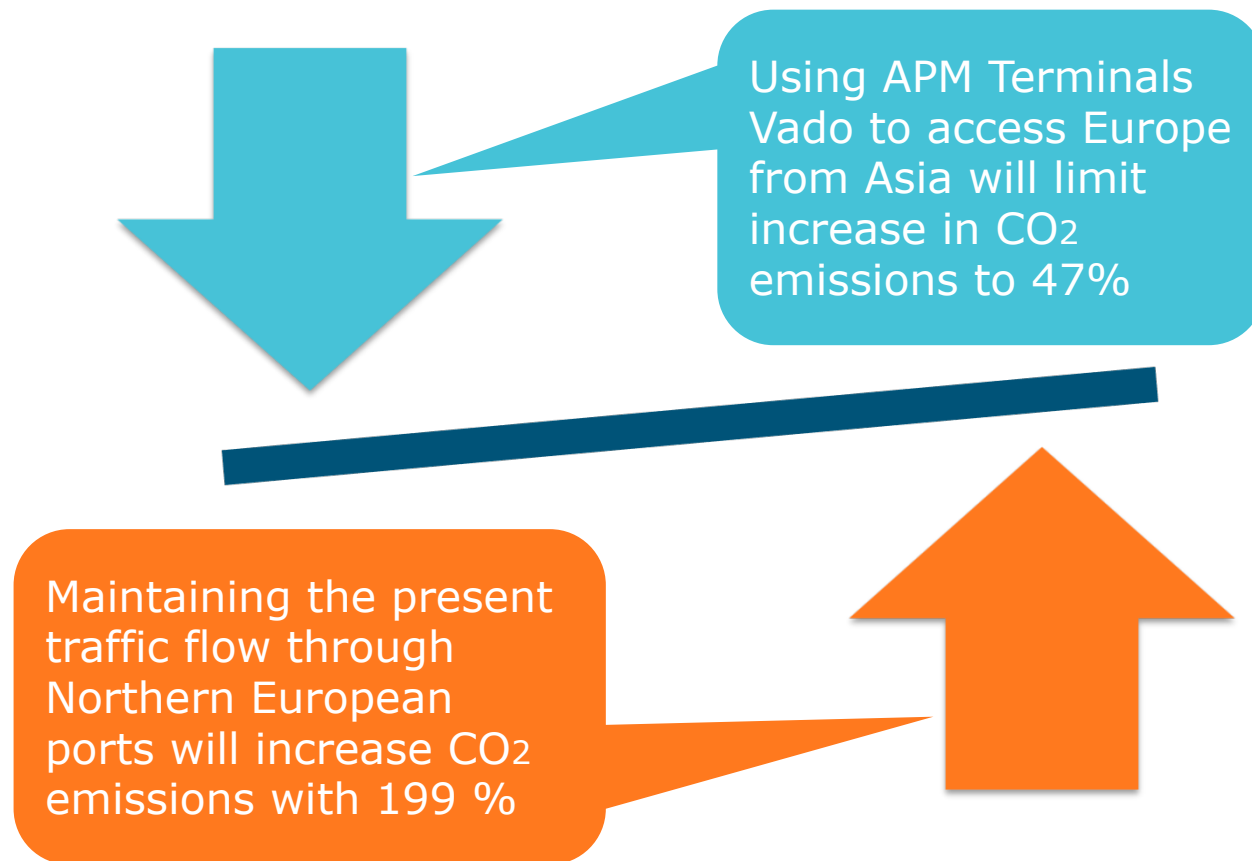 Using APM Terminals
Vado to access Europe
from Asia will limit
increase in CO2
emissions to 47%
Maintaining the present
traffic flow through
Northern European
ports will increase CO2
emissions with 199 %